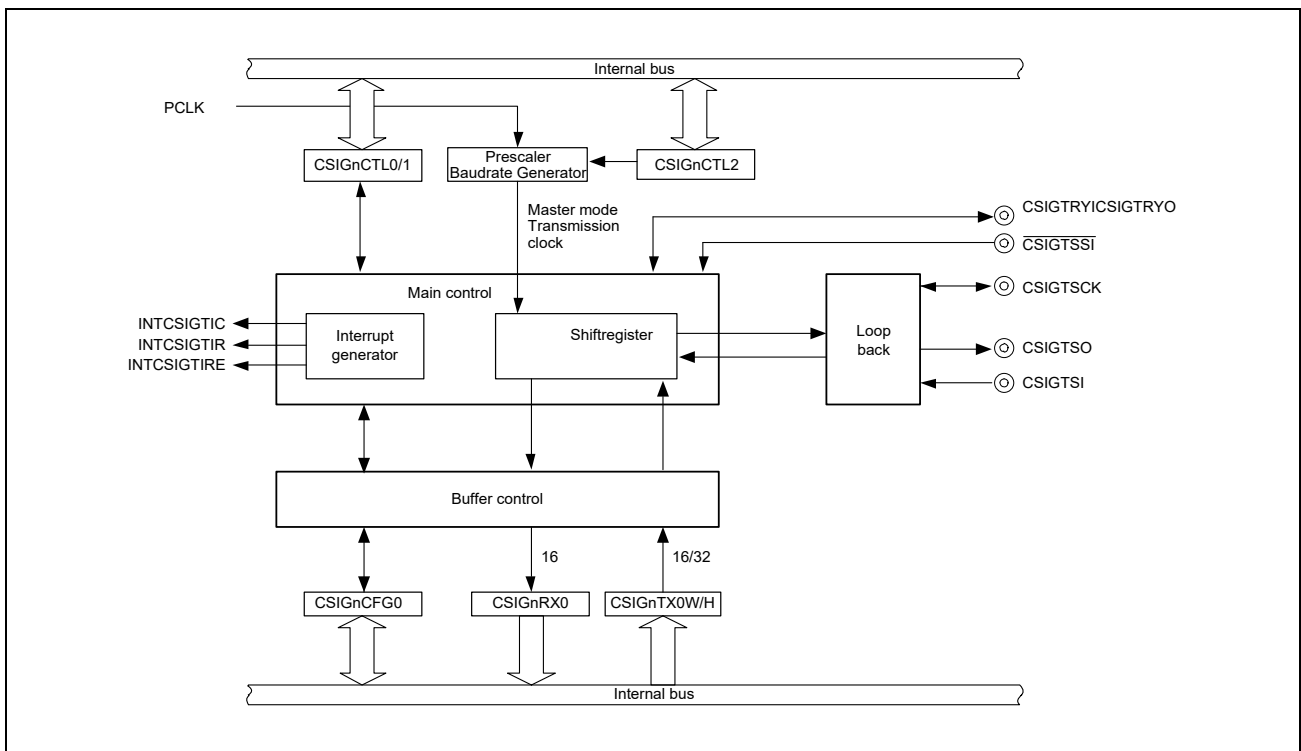 Internal bus
PCLK
CSIGnCTL0/1
Prescaler
Baudrate Generator
CSIGnCTL2
Master mode
Transmission
clock
CSIGTRYICSIGTRYO
CSIGTSSI
Main control
CSIGTSCK
INTCSIGTIC
INTCSIGTIR
INTCSIGTIRE
Interrupt
generator
Shiftregister
Loop
back
CSIGTSO
CSIGTSI
Buffer control
16
16/32
CSIGnCFG0
CSIGnRX0
CSIGnTX0W/H
Internal bus